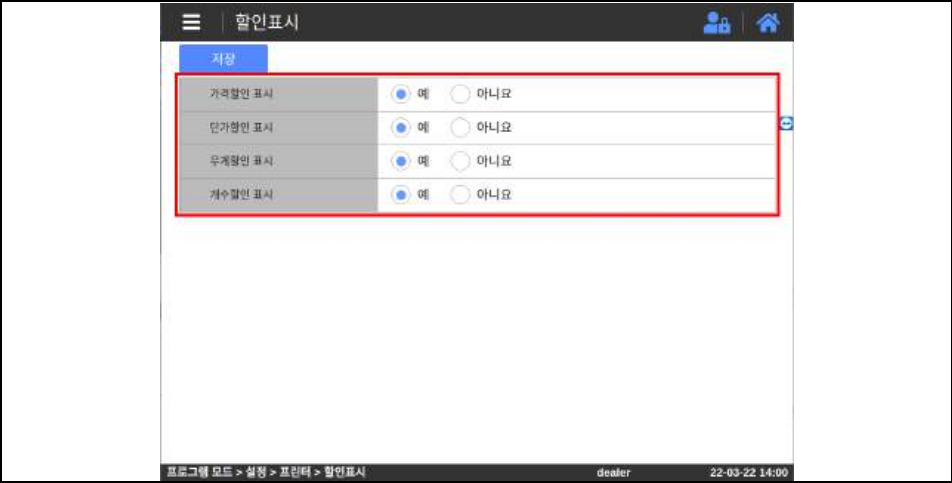 할인표시
저장
가격할인 표시 예 아니요
단가할인 표시 예 아니요
무게할인 표시 예 아니요
개수할인 표시 예 아니요
프로그램 모드 > 설정 > 프린터 > 할인표시 dealer 22-03-22 14:00